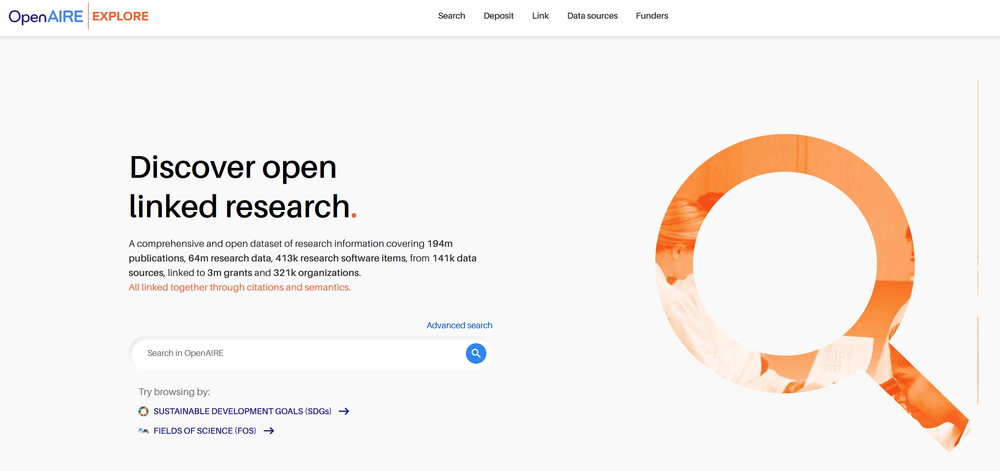 OpenAIRE EXPLORE
Search Deposit Link Data sources Funders
Discover open
linked research.
A comprehensive and open dataset of research information covering 194m
publications, 64m research data, 413k research software items, from 141k data
sources, linked to 3m grants and 321k organizations.
All linked together through citations and semantics.
Advanced search
Search in OpenAIRE
Try browsing by:
SUSTAINABLE DEVELOPMENT GOALS (SDGs)
FIELDS OF SCIENCE (FOS)